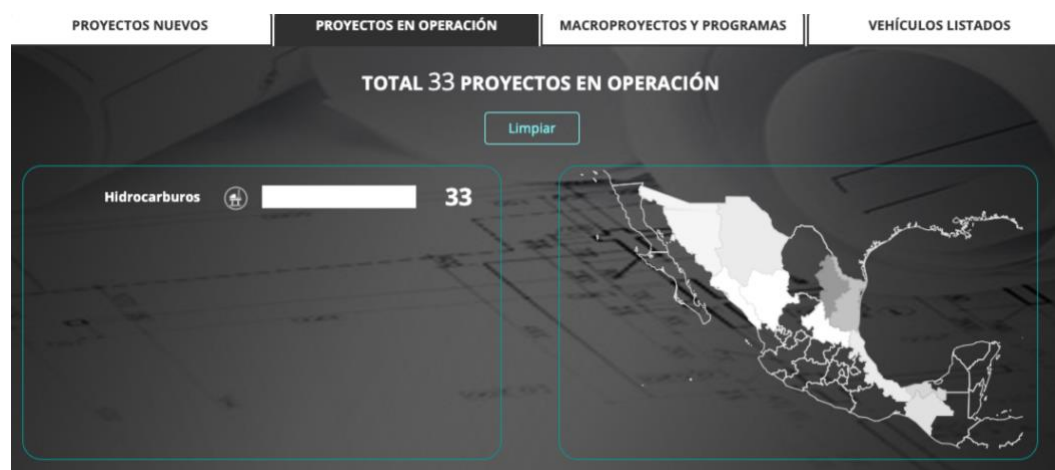 PROYECTOS NUEVOS
PROYECTOS EN OPERACIÓN
MACROPROYECTOS Y PROGRAMAS
VEHÍCULOS LISTADOS
TOTAL 33 PROYECTOS EN OPERACIÓN
Limpiar
Hidrocarburos 33